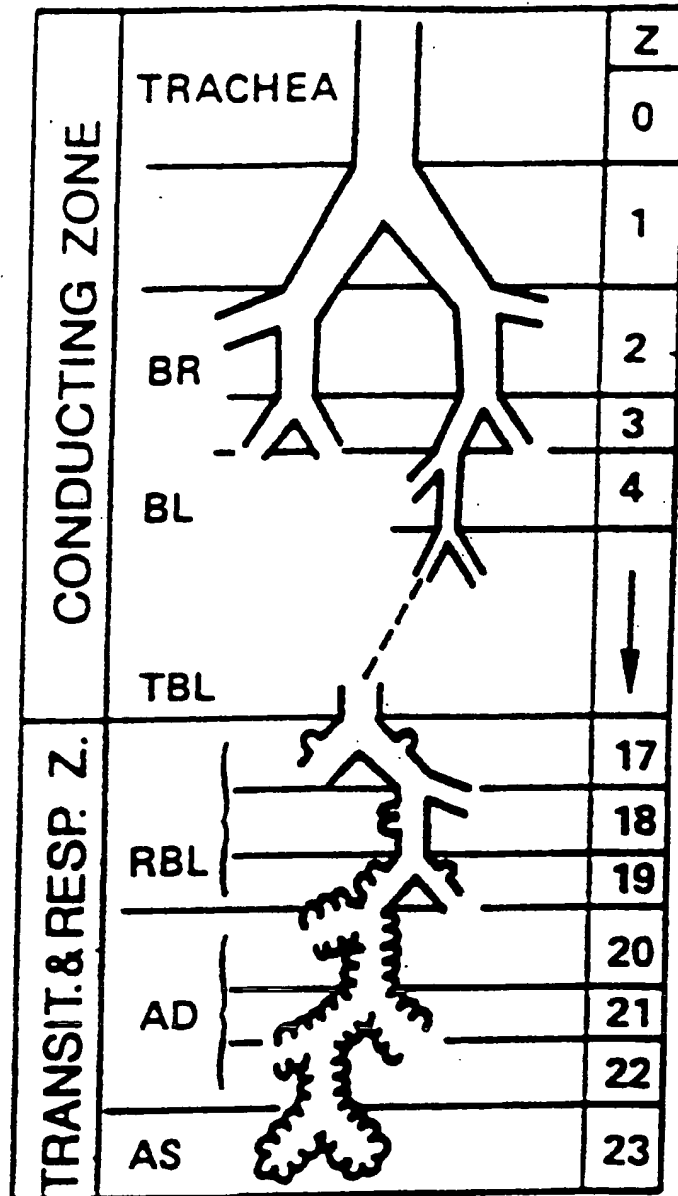 Z
TRACHEA
0
CONDUCTING ZONE
1
BR
2
3
BL
4
TBL
TRANSIT. & RESP. Z.
17
18
RBL
19
20
AD
21
22
AS
23